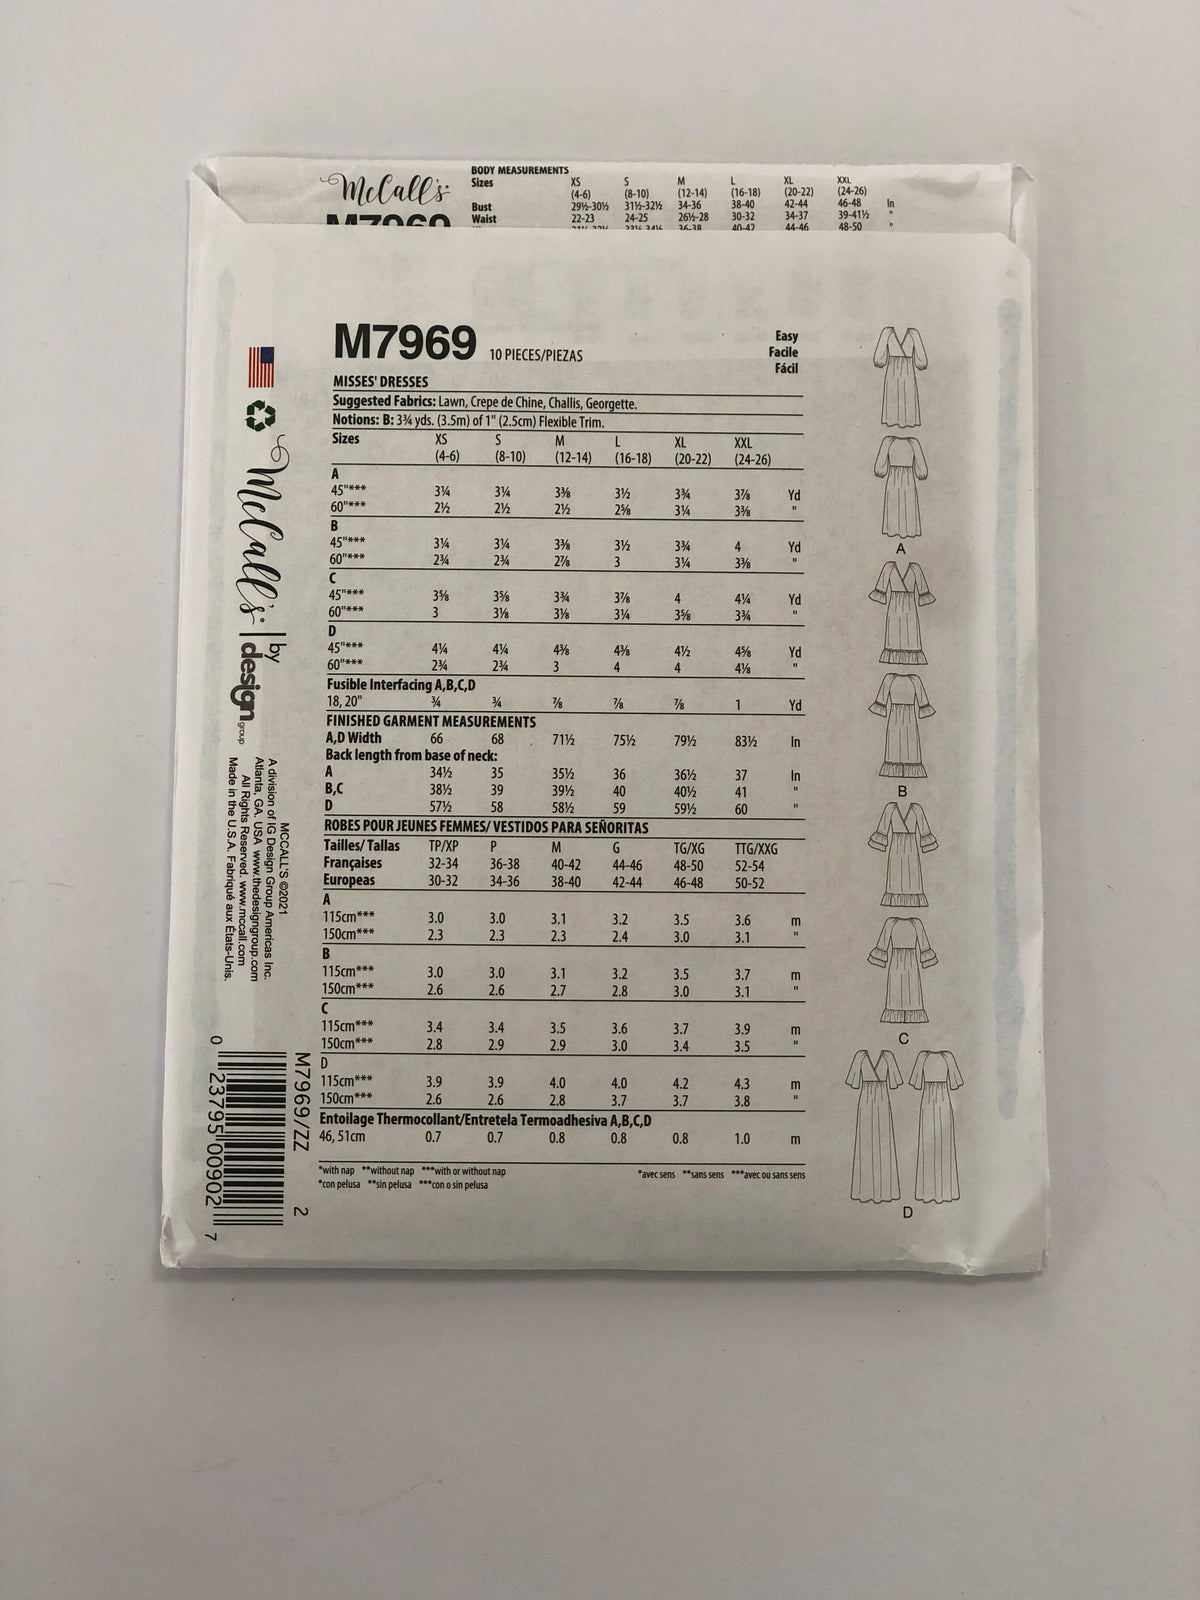 McCall's
M7969
BODY MEASUREMENTS
Sizes XS S M L XL XXL
(4-6) (8-10) (12-14) (16-18) (20-22) (24-26)
Bust 29½-30½ 31½-32½ 34-36 38-40 42-44 46-48 In
Waist 22-23 24-25 26½-28 30-32 34-37 39-41½ "
36-38 40-42 44-46 48-50 "
M7969 10 PIECES/PIEZAS
Easy
Facile
Fácil
MISSES' DRESSES
Suggested Fabrics: Lawn, Crepe de Chine, Challis, Georgette.
Notions: B: 3¾ yds. (3.5m) of 1" (2.5cm) Flexible Trim.
Sizes XS S M L XL XXL
(4-6) (8-10) (12-14) (16-18) (20-22) (24-26)
A
45"*** 3¼ 3¼ 3⅜ 3½ 3¾ 3⅞ Yd
60"*** 2½ 2½ 2½ 2⅝ 3¼ 3⅜ "
B
45"*** 3¼ 3¼ 3⅜ 3½ 3¾ 4 Yd
60"*** 2¾ 2¾ 2⅞ 3 3¼ 3⅜ "
C
45"*** 3⅝ 3⅝ 3¾ 3⅞ 4 4¼ Yd
60"*** 3 3⅛ 3⅛ 3¼ 3⅝ 3¾ "
D
45"*** 4¼ 4¼ 4⅜ 4⅜ 4½ 4⅝ Yd
60"*** 2¾ 2¾ 3 4 4 4⅛ "
Fusible Interfacing A,B,C,D
18, 20" ¾ ¾ ⅞ ⅞ ⅞ 1 Yd
FINISHED GARMENT MEASUREMENTS
A,D Width 66 68 71½ 75½ 79½ 83½ In
Back length from base of neck:
A 34½ 35 35½ 36 36½ 37 In
B,C 38½ 39 39½ 40 40½ 41 "
D 57½ 58 58½ 59 59½ 60 "
ROBES POUR JEUNES FEMMES/ VESTIDOS PARA SEÑORITAS
Tailles/ Tallas TP/XP P M G TG/XG TTG/XXG
Françaises 32-34 36-38 40-42 44-46 48-50 52-54
Europeas 30-32 34-36 38-40 42-44 46-48 50-52
A
115cm*** 3.0 3.0 3.1 3.2 3.5 3.6 m
150cm*** 2.3 2.3 2.3 2.4 3.0 3.1 "
B
115cm*** 3.0 3.0 3.1 3.2 3.5 3.7 m
150cm*** 2.6 2.6 2.7 2.8 3.0 3.1 "
C
115cm*** 3.4 3.4 3.5 3.6 3.7 3.9 m
150cm*** 2.8 2.9 2.9 3.0 3.4 3.5 "
D
115cm*** 3.9 3.9 4.0 4.0 4.2 4.3 m
150cm*** 2.6 2.6 2.8 3.7 3.7 3.8 "
Entoilage Thermocollant/Entretela Termoadhesiva A,B,C,D
46, 51cm 0.7 0.7 0.8 0.8 0.8 1.0 m
*with nap **without nap ***with or without nap
*con pelusa **sin pelusa ***con o sin pelusa
*avec sens **sans sens ***avec ou sans sens
A
B
C
D
McCall's
by
design
group
MCCALL'S ©2021
A division of IG Design Group Americas Inc.
Atlanta, GA. USA www.thedesigngroup.com
All Rights Reserved. www.mccall.com
Made in the U.S.A. Fabriqué aux États-Unis.
M7969/ZZ 2
0 23795 00902 7